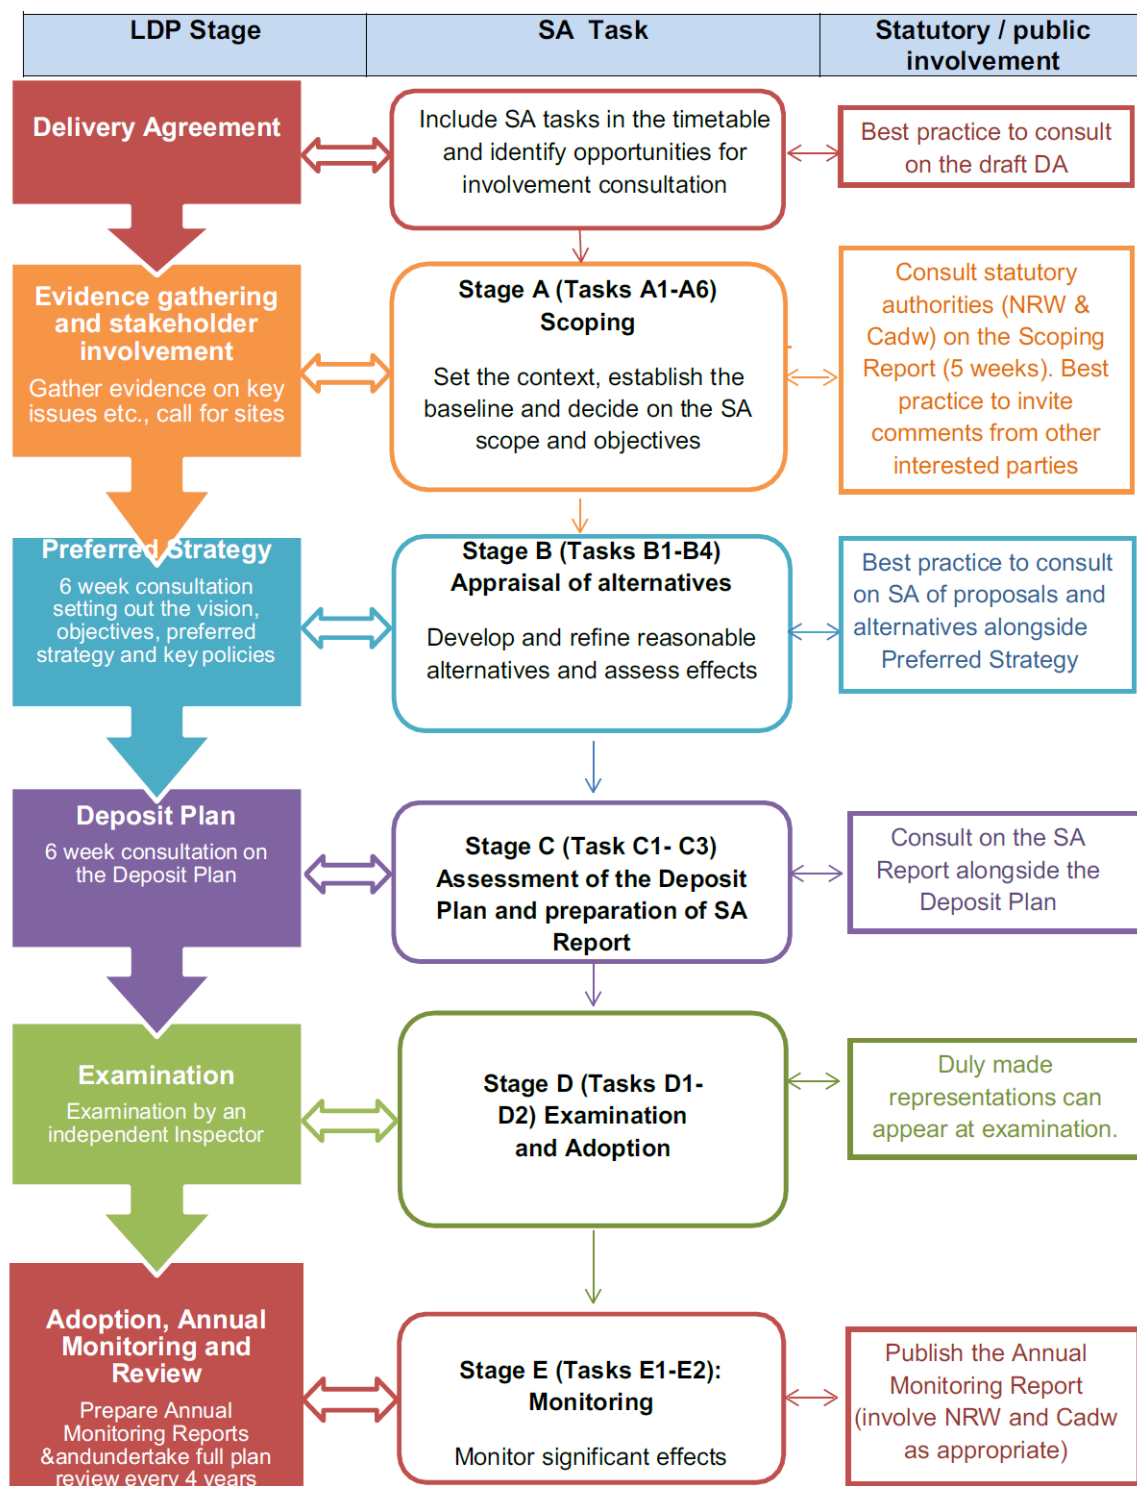 LDP Stage
SA Task
Statutory / public
involvement
Delivery Agreement
Include SA tasks in the timetable
and identify opportunities for
involvement consultation
Best practice to consult
on the draft DA
Evidence gathering
and stakeholder
involvement
Gather evidence on key
issues etc., call for sites
Stage A (Tasks A1-A6)
Scoping
Set the context, establish the
baseline and decide on the SA
scope and objectives
Consult statutory
authorities (NRW &
Cadw) on the Scoping
Report (5 weeks). Best
practice to invite
comments from other
interested parties
Preferred Strategy
6 week consultation
setting out the vision,
objectives, preferred
strategy and key policies
Stage B (Tasks B1-B4)
Appraisal of alternatives
Develop and refine reasonable
alternatives and assess effects
Best practice to consult
on SA of proposals and
alternatives alongside
Preferred Strategy
Deposit Plan
6 week consultation on
the Deposit Plan
Stage C (Task C1- C3)
Assessment of the Deposit
Plan and preparation of SA
Report
Consult on the SA
Report alongside the
Deposit Plan
Examination
Examination by an
independent Inspector
Stage D (Tasks D1-
D2) Examination
and Adoption
Duly made
representations can
appear at examination.
Adoption, Annual
Monitoring and
Review
Prepare Annual
Monitoring Reports
&andundertake full plan
review every 4 years
Stage E (Tasks E1-E2):
Monitoring
Monitor significant effects
Publish the Annual
Monitoring Report
(involve NRW and Cadw
as appropriate)